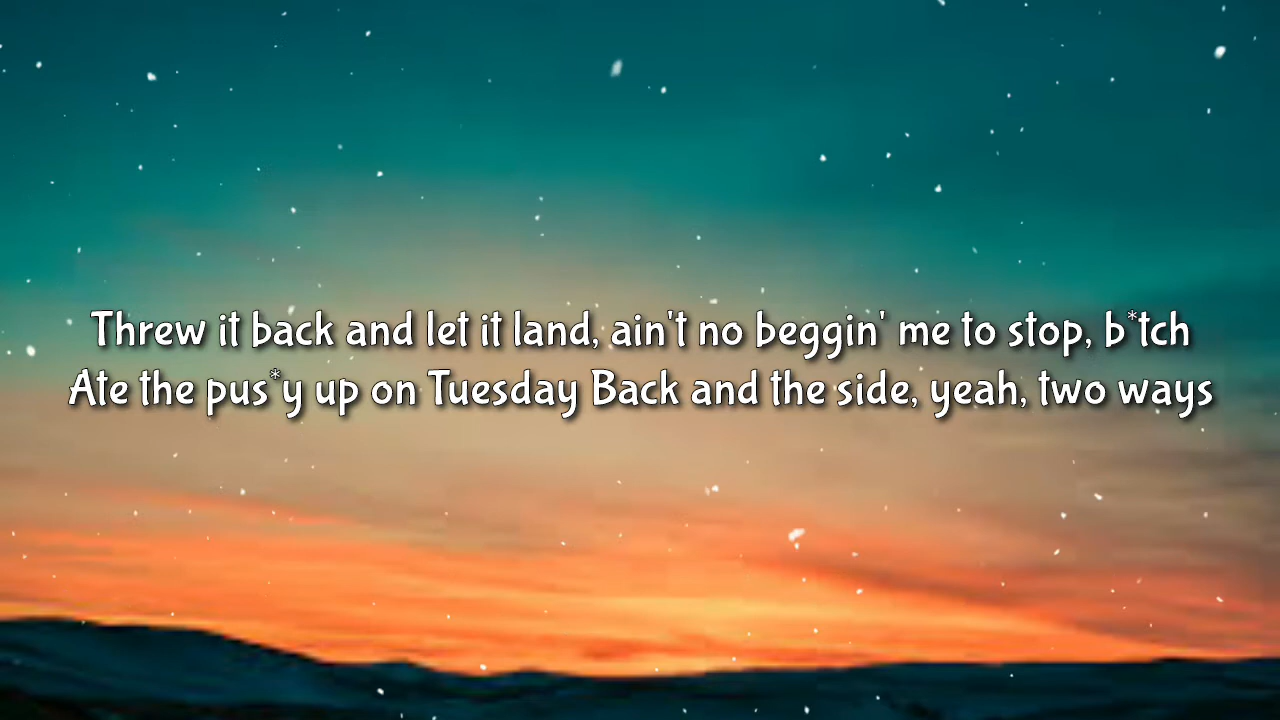 Threw it back and let it land, ain't no beggin' me to stop, b*tch
Ate the pus*y up on Tuesday Back and the side, yeah, two ways